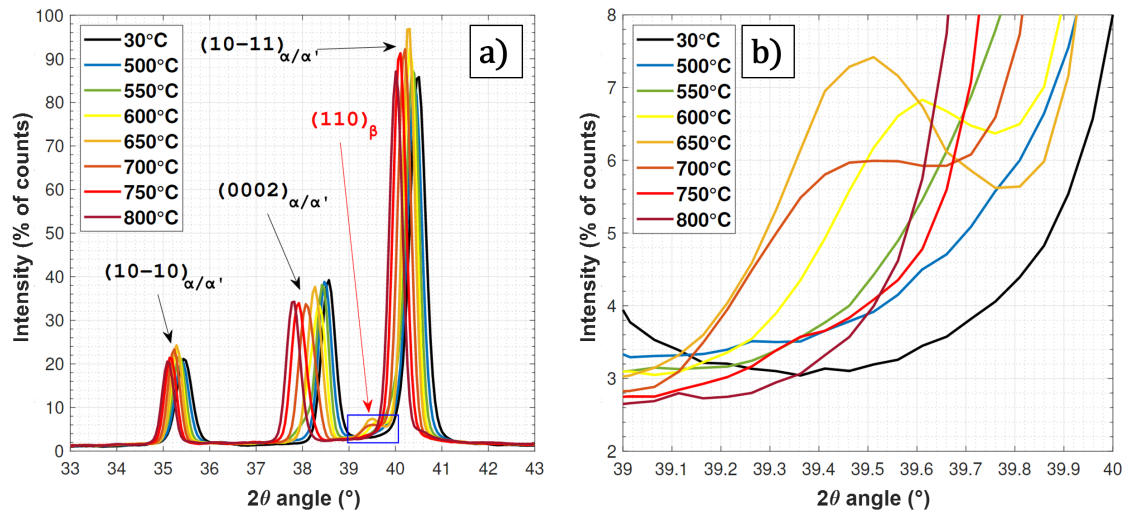 a)
Intensity (% of counts)
100
90
80
70
60
50
40
30
20
10
0
30°C
500°C
550°C
600°C
650°C
700°C
750°C
800°C
(10-11)α/α'
(110)β
(0002)α/α'
(10-10)α/α'
33 34 35 36 37 38 39 40 41 42 43
2θ angle (°)
b)
Intensity (% of counts)
8
7
6
5
4
3
2
30°C
500°C
550°C
600°C
650°C
700°C
750°C
800°C
39 39.1 39.2 39.3 39.4 39.5 39.6 39.7 39.8 39.9 40
2θ angle (°)